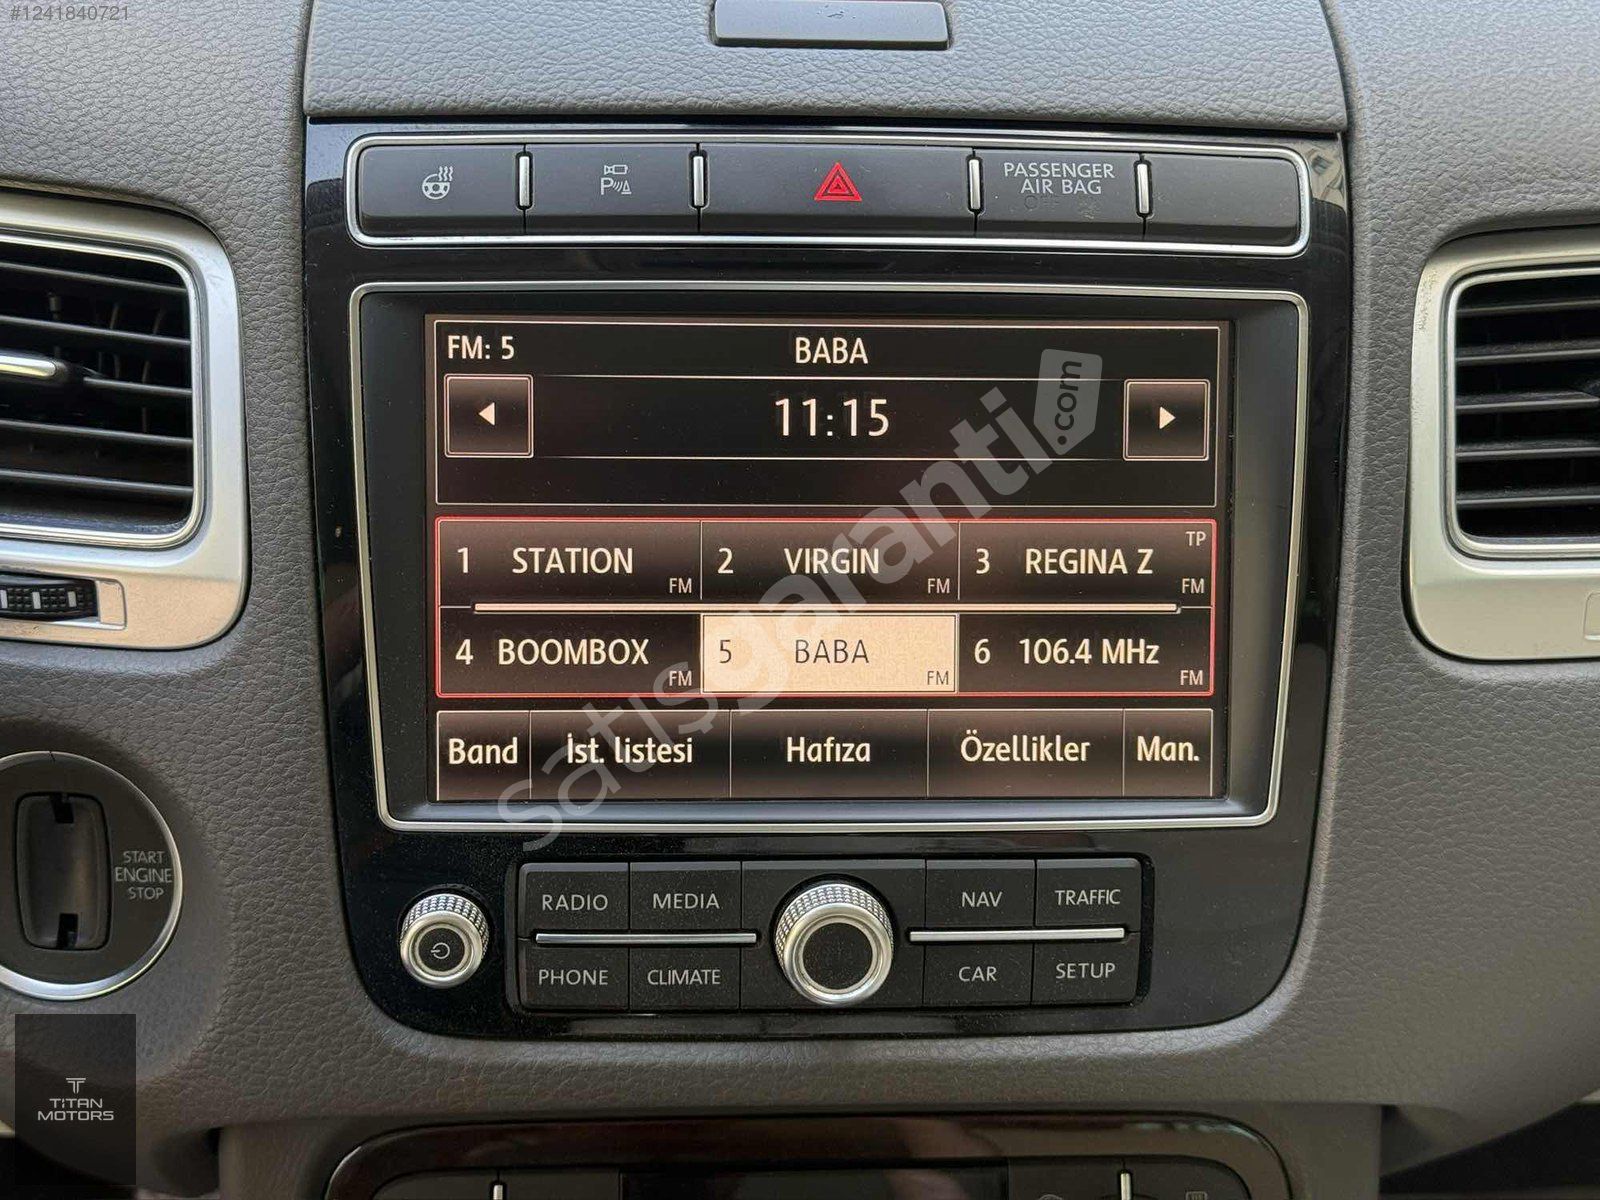 #1241840721
PASSENGER
AIR BAG
OFF
FM: 5
BABA
11:15
1 STATION FM
2 VIRGIN FM
3 REGINA Z TP FM
4 BOOMBOX FM
5 BABA FM
6 106.4 MHz FM
Band İst. listesi Hafıza Özellikler Man.
satışgaranti.com
START
ENGINE
STOP
RADIO MEDIA NAV TRAFFIC
PHONE CLIMATE CAR SETUP
TiTAN
MOTORS